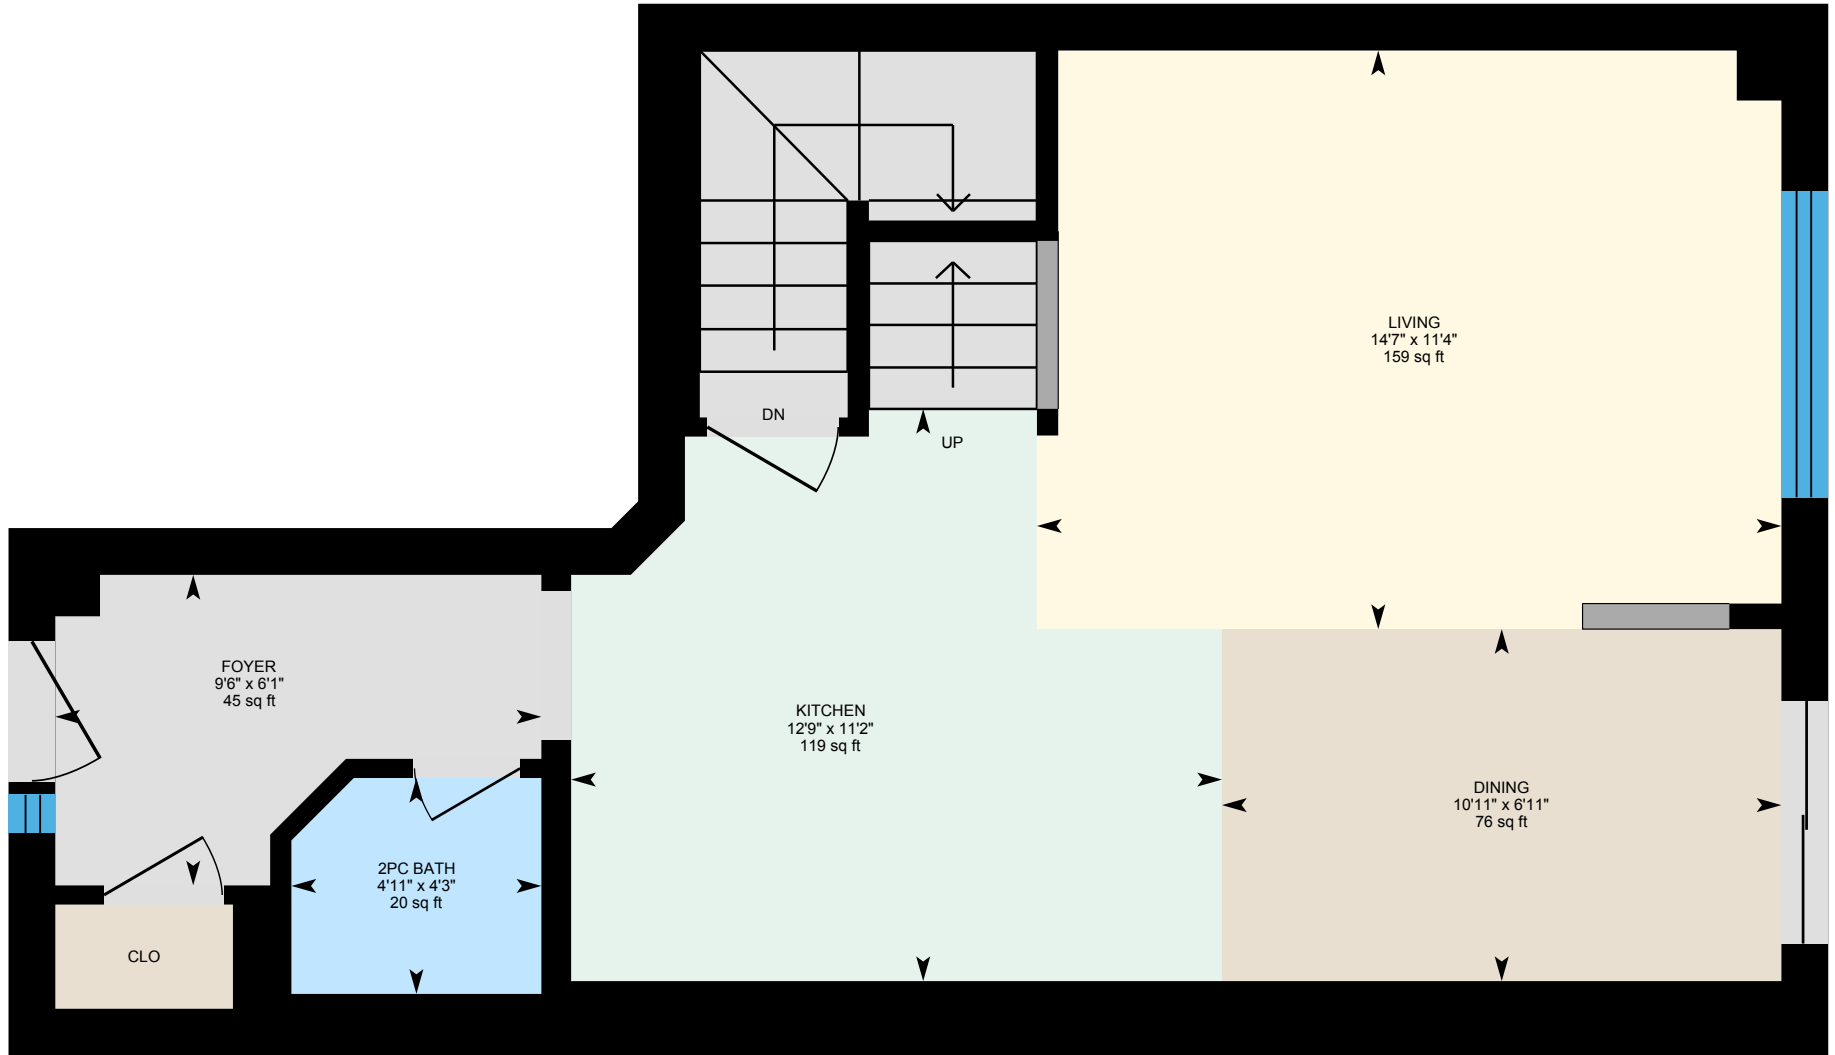 LIVING
14'7" x 11'4"
159 sq ft
DN
UP
FOYER
9'6" x 6'1"
45 sq ft
KITCHEN
12'9" x 11'2"
119 sq ft
DINING
10'11" x 6'11"
76 sq ft
2PC BATH
4'11" x 4'3"
20 sq ft
CLO